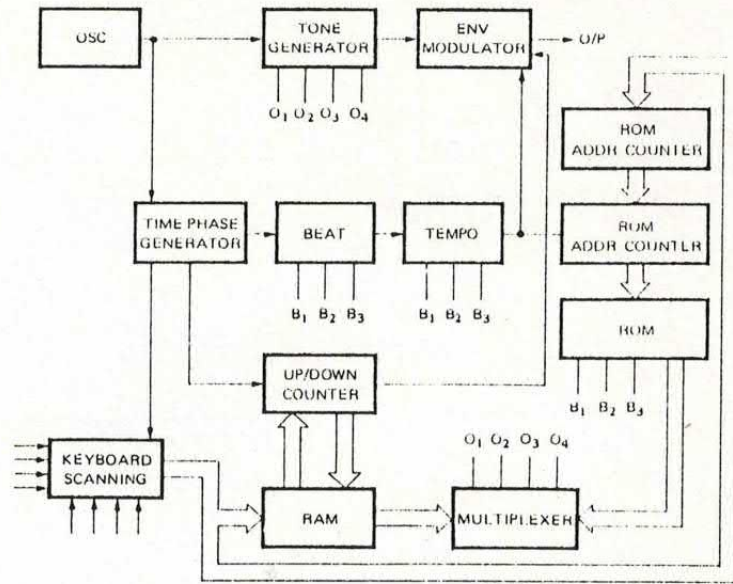 OSC
TONE
GENERATOR
ENV
MODULATOR
O/P
O1 O2 O3 O4
ROM
ADDR COUNTER
TIME PHASE
GENERATOR
BEAT
TEMPO
ROM
ADDR COUNTER
B1 B2 B3
B1 B2 B3
ROM
UP/DOWN
COUNTER
B1 B2 B3
O1 O2 O3 O4
KEYBOARD
SCANNING
RAM
MULTIPLEXER